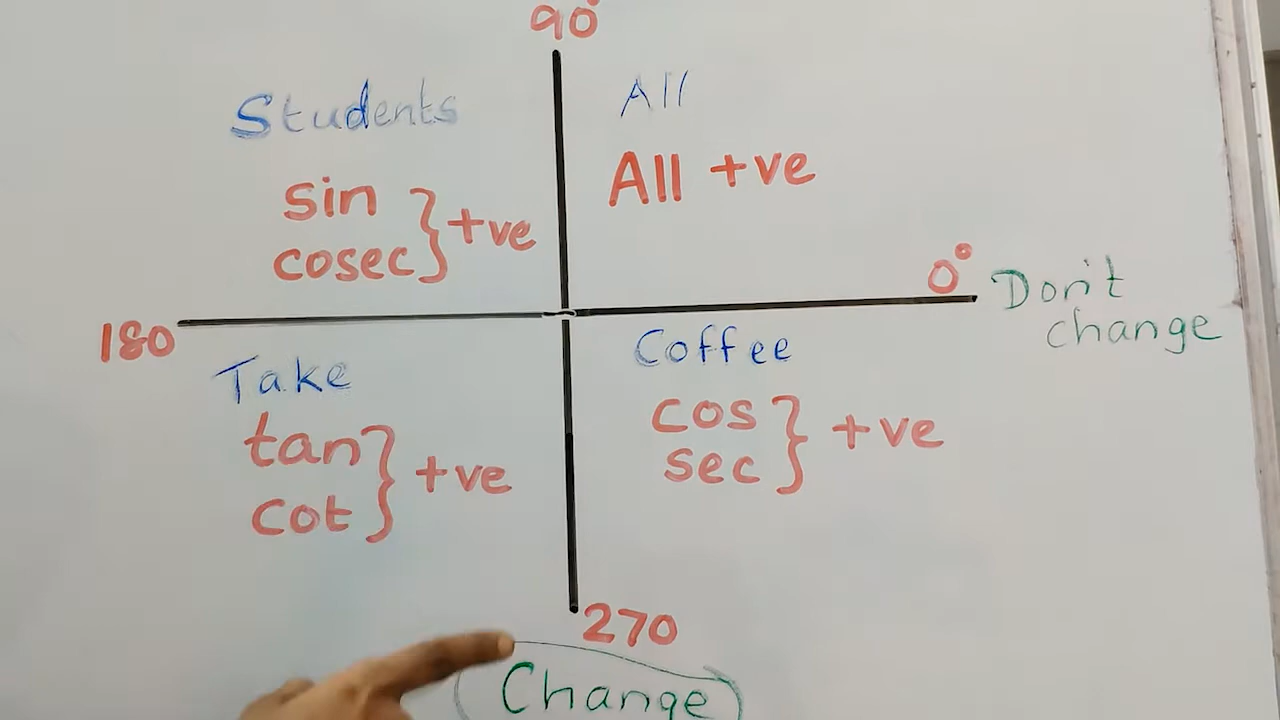 90°
Students
All
sin
cosec } +ve
All +ve
0°
Don't
change
180
Take
tan
cot } +ve
Coffee
cos
sec } +ve
270
Change